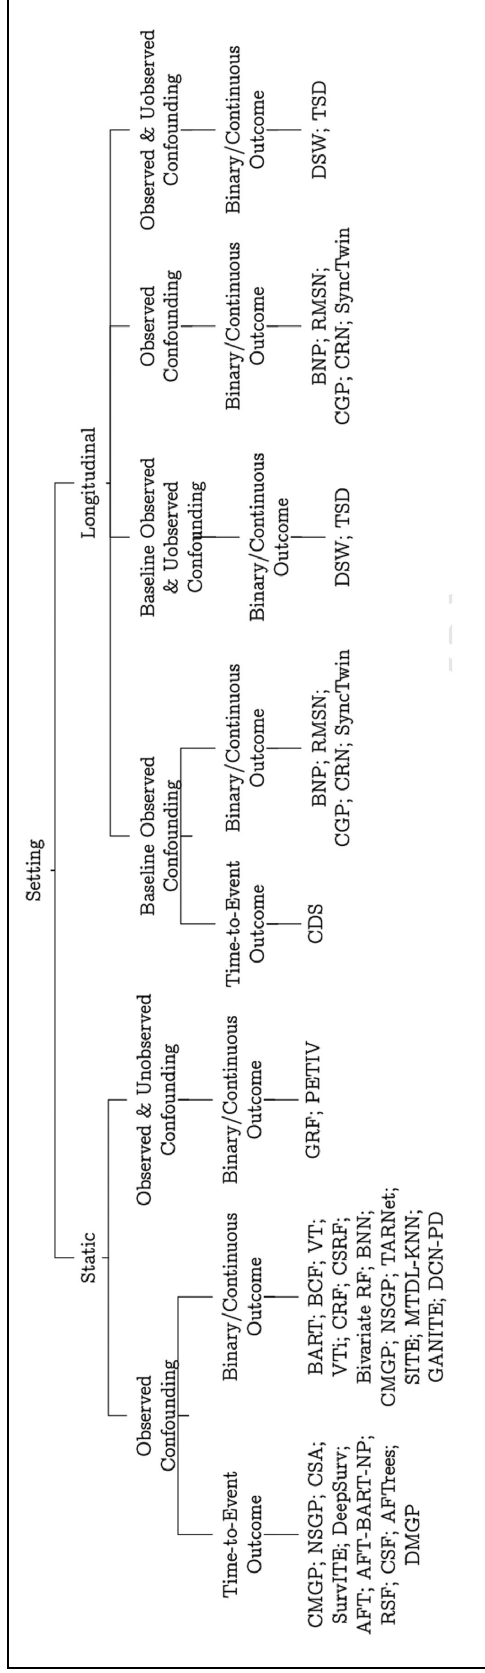 Setting
Static
Longitudinal
Observed
Confounding
Observed & Unobserved
Confounding
Baseline Observed
Confounding
Baseline Observed
& Uobserved
Confounding
Observed
Confounding
Observed & Uobserved
Confounding
Time-to-Event
Outcome
Binary/Continuous
Outcome
Binary/Continuous
Outcome
Time-to-Event
Outcome
Binary/Continuous
Outcome
Binary/Continuous
Outcome
Binary/Continuous
Outcome
Binary/Continuous
Outcome
CMGP; NSGP; CSA;
SurvITE; DeepSurv;
AFT; AFT-BART-NP;
RSF; CSF; AFTrees;
DMGP
BART; BCF; VT;
VTi; CRF; CSRF;
Bivariate RF; BNN;
CMGP; NSGP; TARNet;
SITE; MTDL-KNN;
GANITE; DCN-PD
GRF; PETIV
CDS
BNP; RMSN;
CGP; CRN; SyncTwin
DSW; TSD
BNP; RMSN;
CGP; CRN; SyncTwin
DSW; TSD